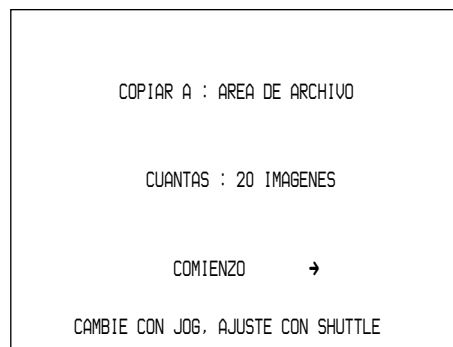 COPIAR A : AREA DE ARCHIVO
CUANTAS : 20 IMAGENES
COMIENZO →
CAMBIE CON JOG, AJUSTE CON SHUTTLE